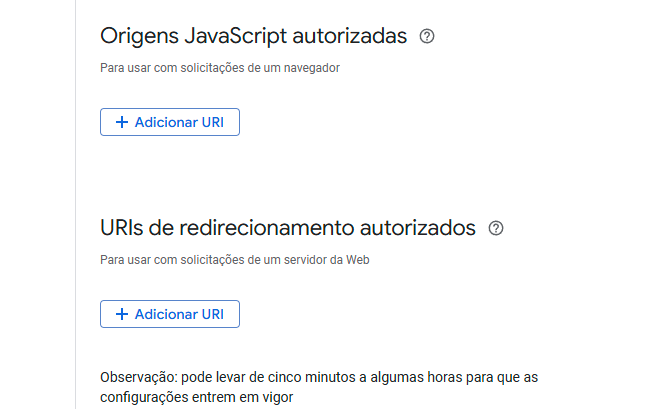 Origens JavaScript autorizadas
Para usar com solicitações de um navegador
+ Adicionar URI
URIs de redirecionamento autorizados
Para usar com solicitações de um servidor da Web
+ Adicionar URI
Observação: pode levar de cinco minutos a algumas horas para que as
configurações entrem em vigor